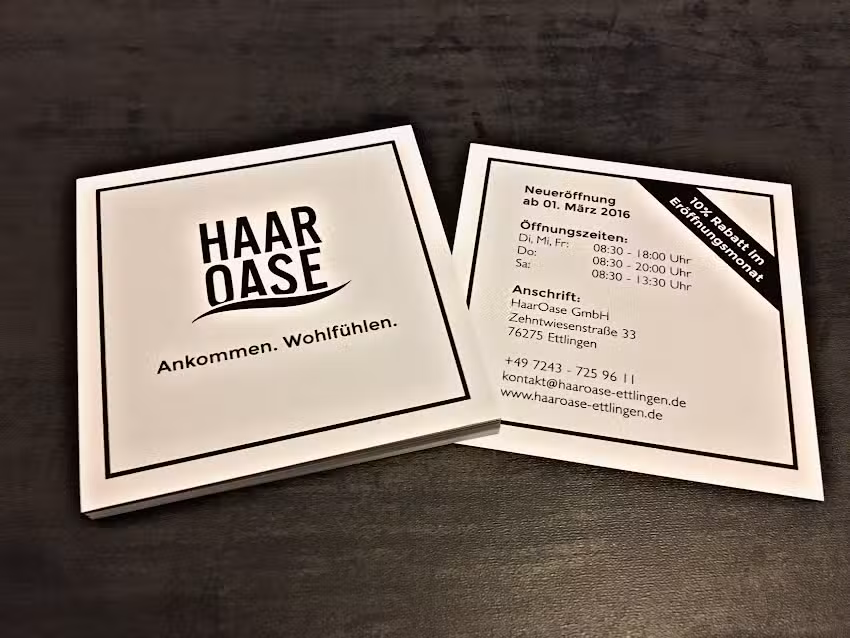 HAAR
OASE
Ankommen. Wohlfühlen.
Neueröffnung
ab 01. März 2016
10% Rabatt im
Eröffnungsmonat
Öffnungszeiten:
Di, Mi, Fr: 08:30 - 18:00 Uhr
Do: 08:30 - 20:00 Uhr
Sa: 08:30 - 13:30 Uhr
Anschrift:
HaarOase GmbH
Zehntwiesenstraße 33
76275 Ettlingen
+49 7243 - 725 96 11
kontakt@haaroase-ettlingen.de
www.haaroase-ettlingen.de